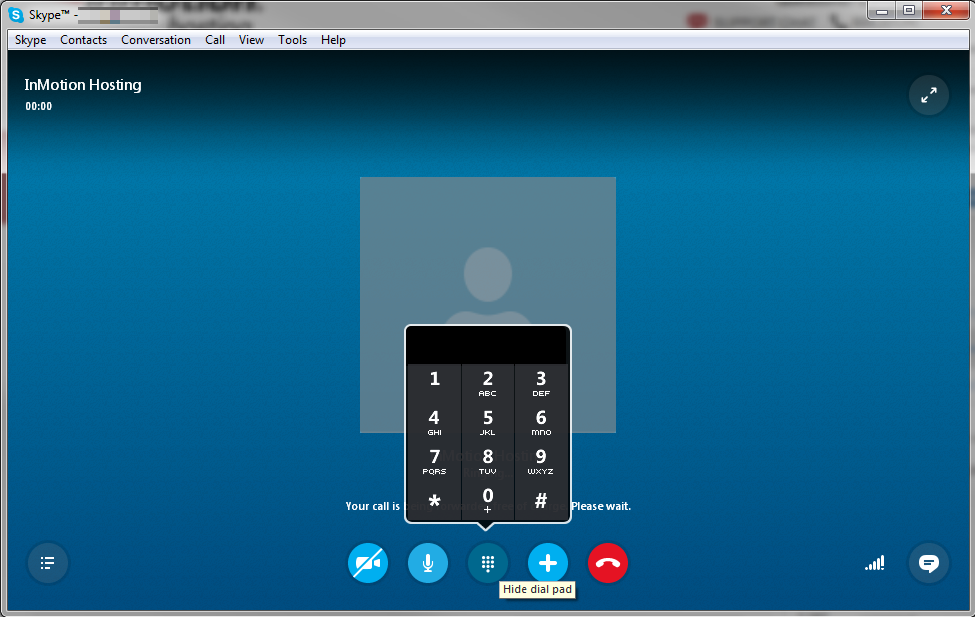 Skype™ -
Skype Contacts Conversation Call View Tools Help
InMotion Hosting
00:00
1 2 3
ABC DEF
4 5 6
GHI JKL MNO
7 8 9
PQRS TUV WXYZ
* 0 #
+
Your call is Please wait.
Hide dial pad